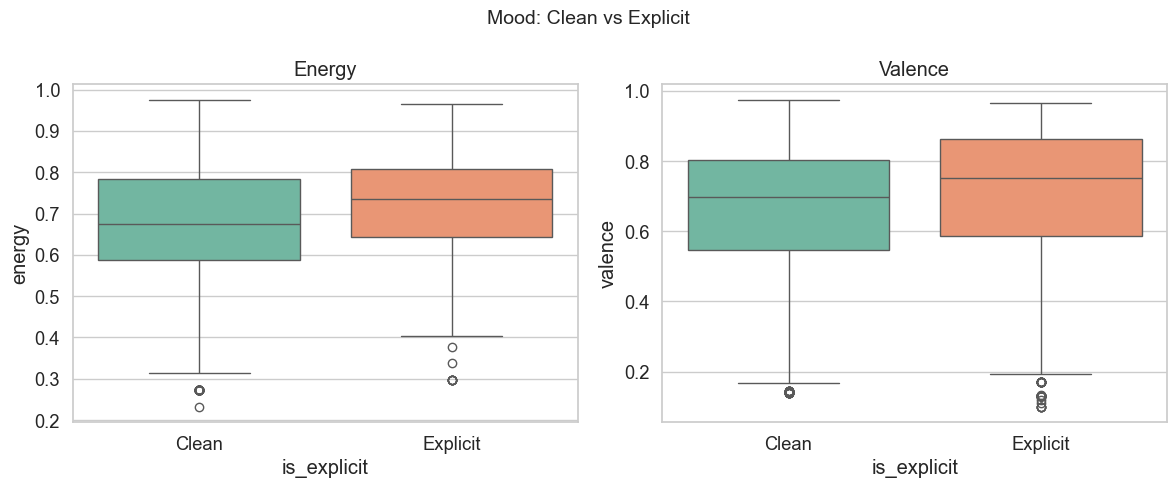 Mood: Clean vs Explicit
Energy
energy
1.0
0.9
0.8
0.7
0.6
0.5
0.4
0.3
0.2
Clean
Explicit
is_explicit
Valence
valence
1.0
0.8
0.6
0.4
0.2
Clean
Explicit
is_explicit